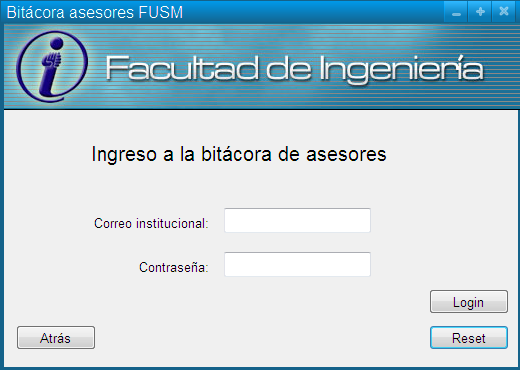 Bitácora asesores FUSM
Facultad de Ingeniería
Ingreso a la bitácora de asesores
Correo institucional:
Contraseña:
Login
Atrás
Reset